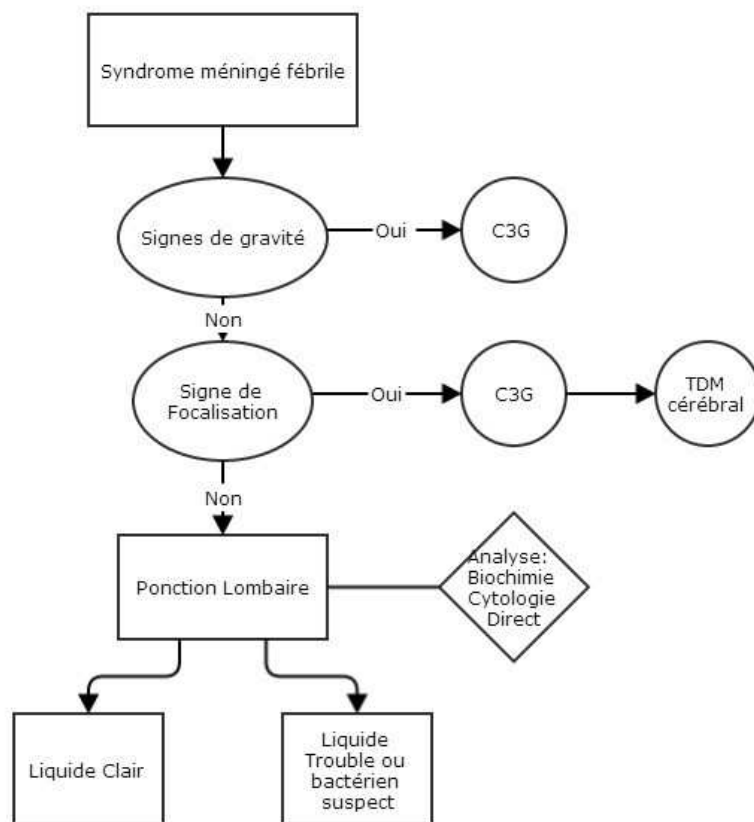 Syndrome méningé fébrile
Signes de gravité
Oui
C3G
Non
Signe de
Focalisation
Oui
C3G
TDM
cérébral
Non
Ponction Lombaire
Analyse:
Biochimie
Cytologie
Direct
Liquide Clair
Liquide
Trouble ou
bactérien
suspect